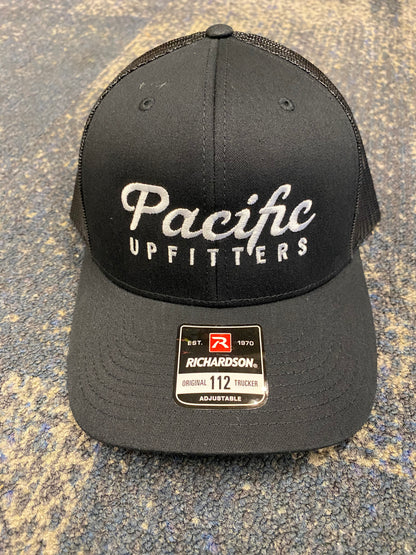 Pacific
UPFITTERS
EST. R 1970
RICHARDSON®
ORIGINAL 112 TRUCKER
ADJUSTABLE